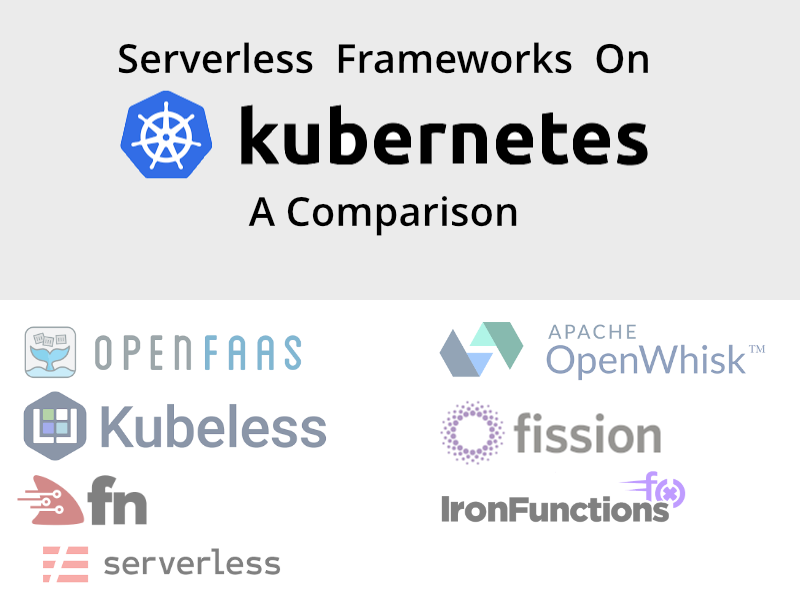 Serverless Frameworks On
kubernetes
A Comparison
OPENFAAS
APACHE
OpenWhisk™
Kubeless
fission
fn
f(x)
IronFunctions
serverless